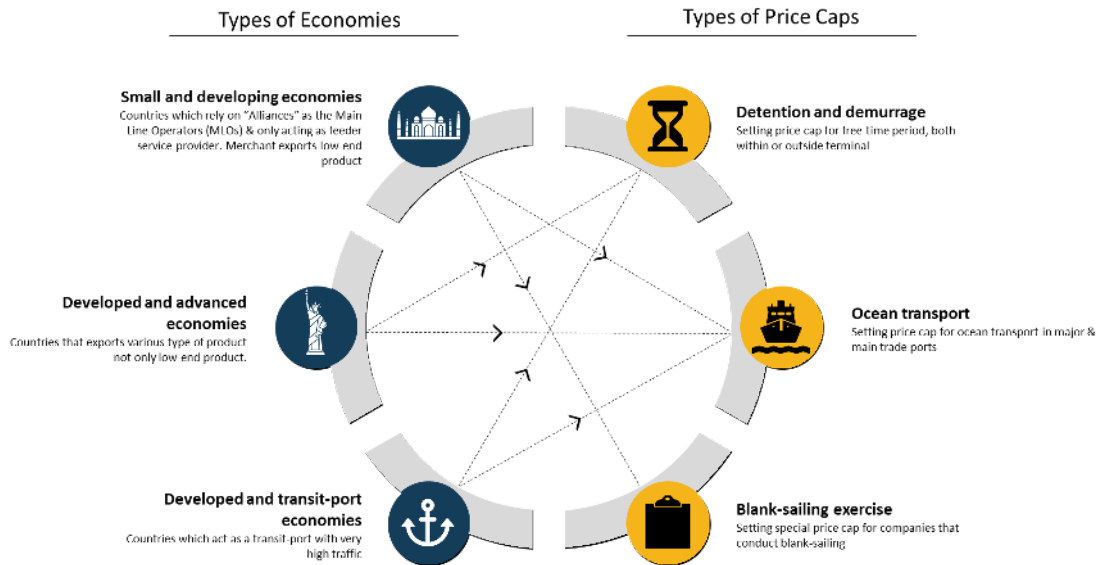 Types of Economies
Types of Price Caps
Small and developing economies
Countries which rely on “Alliances” as the Main
Line Operators (MLOs) & only acting as feeder
service provider. Merchant exports low end
product
Detention and demurrage
Setting price cap for free time period, both
within or outside terminal
Developed and advanced
economies
Countries that exports various type of product
not only low end product.
Ocean transport
Setting price cap for ocean transport in major &
main trade ports
Developed and transit-port
economies
Countries which act as a transit-port with very
high traffic
Blank-sailing exercise
Setting special price cap for companies that
conduct blank-sailing